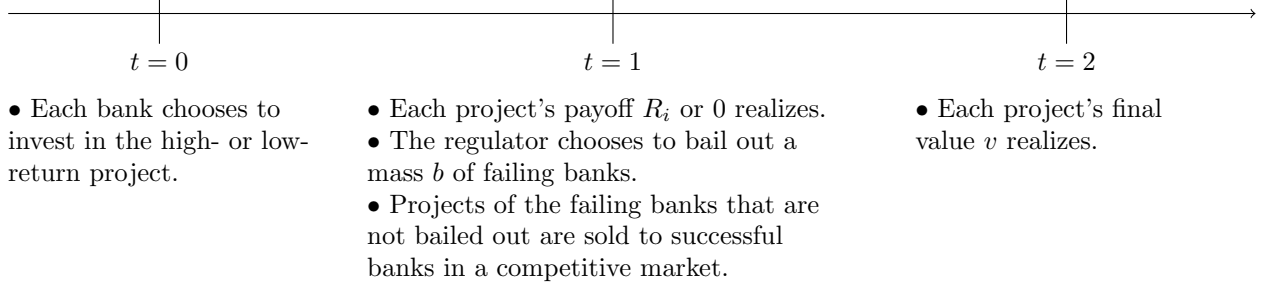 t = 0
t = 1
t = 2
• Each bank chooses to
invest in the high- or low-
return project.
• Each project's payoff R_i or 0 realizes.
• The regulator chooses to bail out a
mass b of failing banks.
• Projects of the failing banks that are
not bailed out are sold to successful
banks in a competitive market.
• Each project's final
value v realizes.